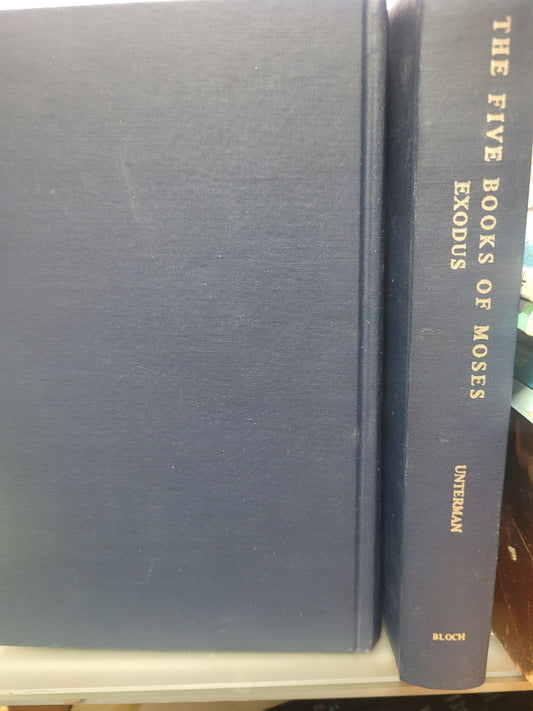 THE FIVE BOOKS OF MOSES
EXODUS
UNTERMAN
BLOCH